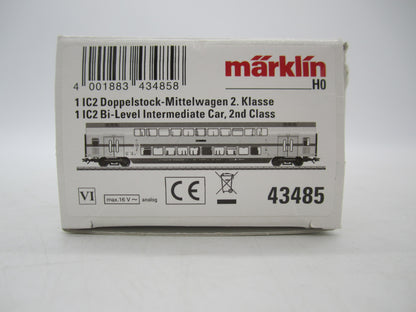 märklin
H0
4 001883 434858
1 IC2 Doppelstock-Mittelwagen 2. Klasse
1 IC2 Bi-Level Intermediate Car, 2nd Class
VI
max. 16 V ~
analog
CE
43485